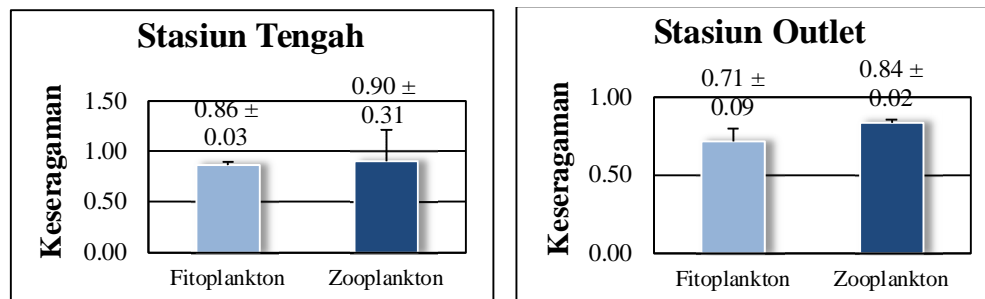 Stasiun Tengah
Keseragaman
1.50
1.00
0.50
0.00
0.86 ±
0.03
0.90 ±
0.31
Fitoplankton
Zooplankton
Stasiun Outlet
Keseragaman
1.00
0.50
0.00
0.71 ±
0.09
0.84 ±
0.02
Fitoplankton
Zooplankton